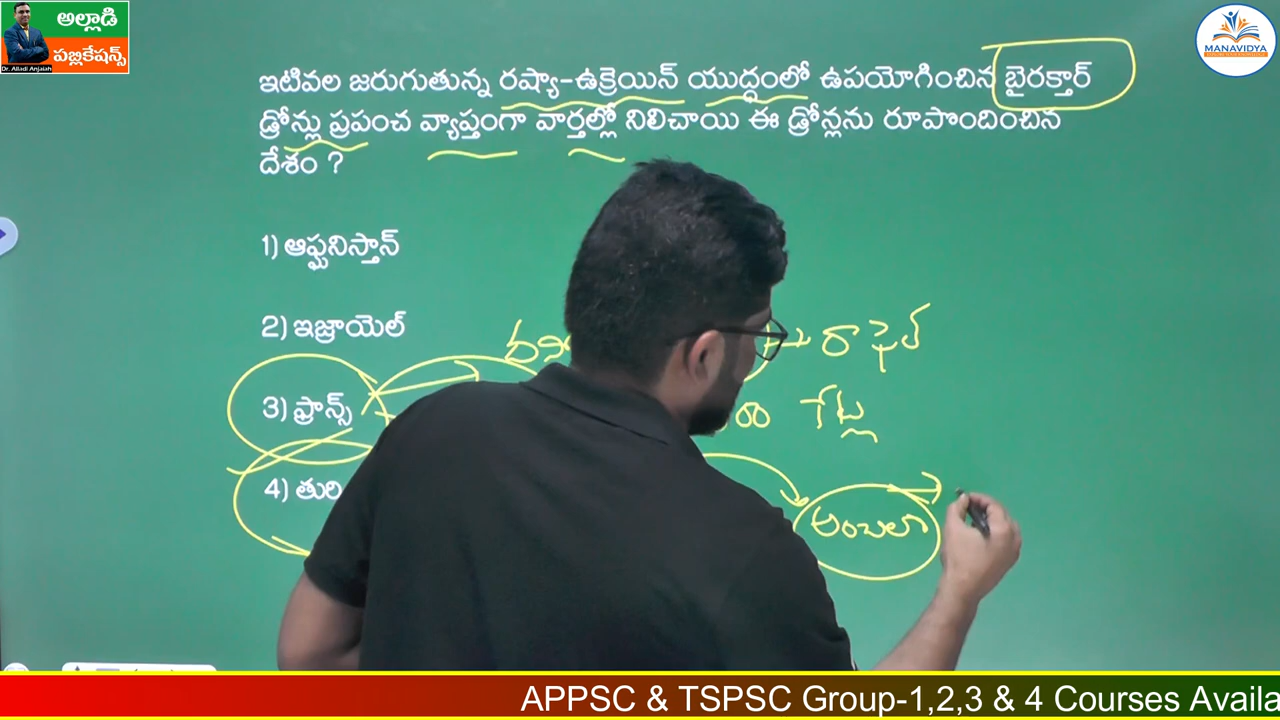 అల్లాడి
పబ్లికేషన్స్
Dr. Alladi Anjaiah
MANAVIDYA
ఇటివల జరుగుతున్న రష్యా-ఉక్రెయిన్ యుద్ధంలో ఉపయోగించిన బైరక్తార్
డ్రోన్లు ప్రపంచ వ్యాప్తంగా వార్తల్లో నిలిచాయి ఈ డ్రోన్లను రూపొందించిన
దేశం ?
1) ఆఫ్ఘనిస్తాన్
2) ఇజ్రాయెల్
రాఫెల్
3) ఫ్రాన్స్
4)
అంబలా
APPSC & TSPSC Group-1,2,3 & 4 Courses